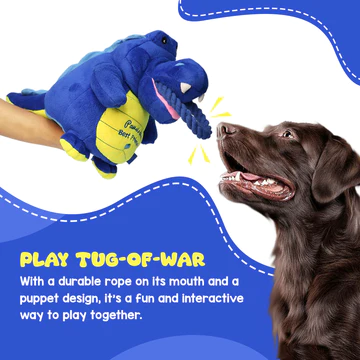 Best
PLAY TUG-OF-WAR
With a durable rope on its mouth and a
puppet design, it's a fun and interactive
way to play together.